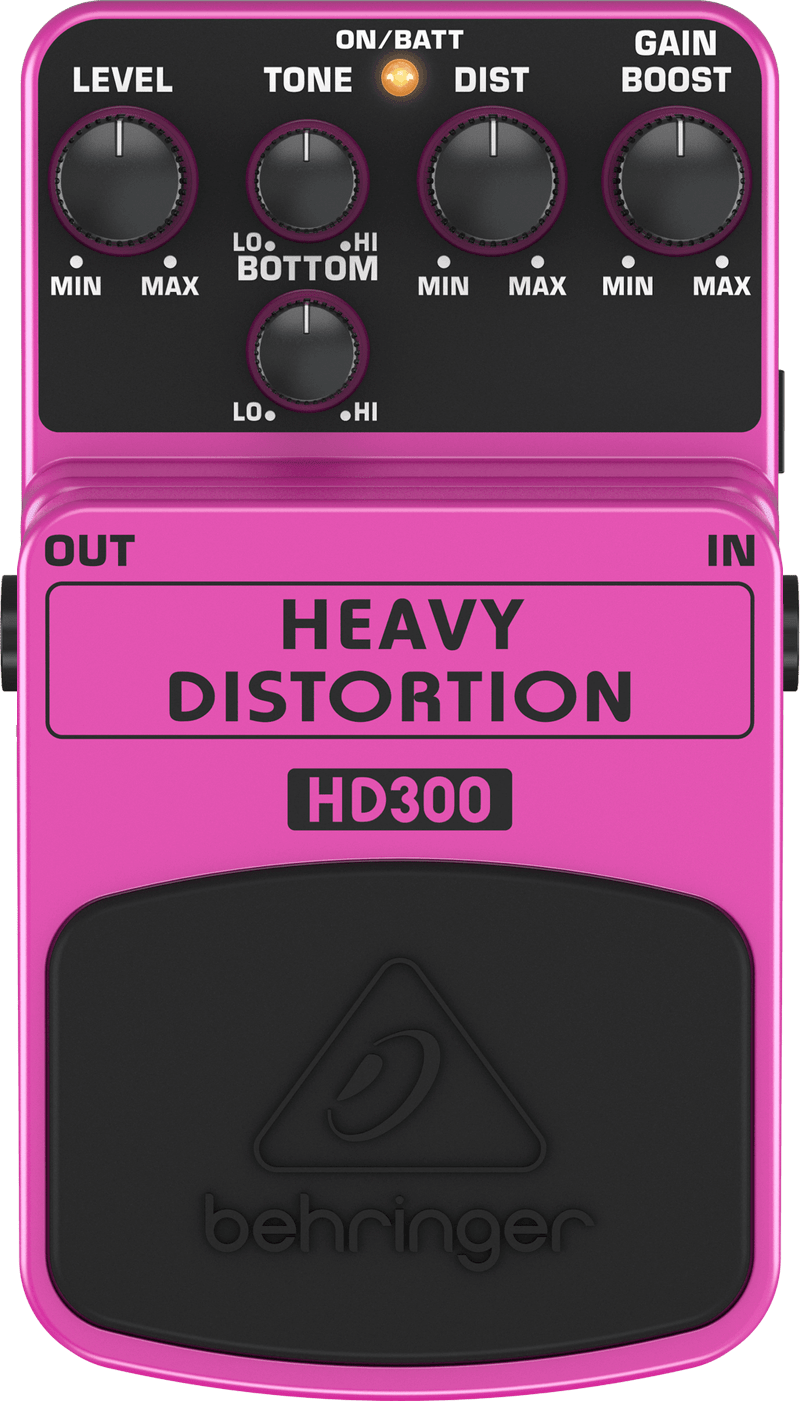 ON/BATT
LEVEL TONE DIST GAIN BOOST
LO HI
MIN MAX BOTTOM MIN MAX MIN MAX
LO HI
OUT IN
HEAVY
DISTORTION
HD300
behringer